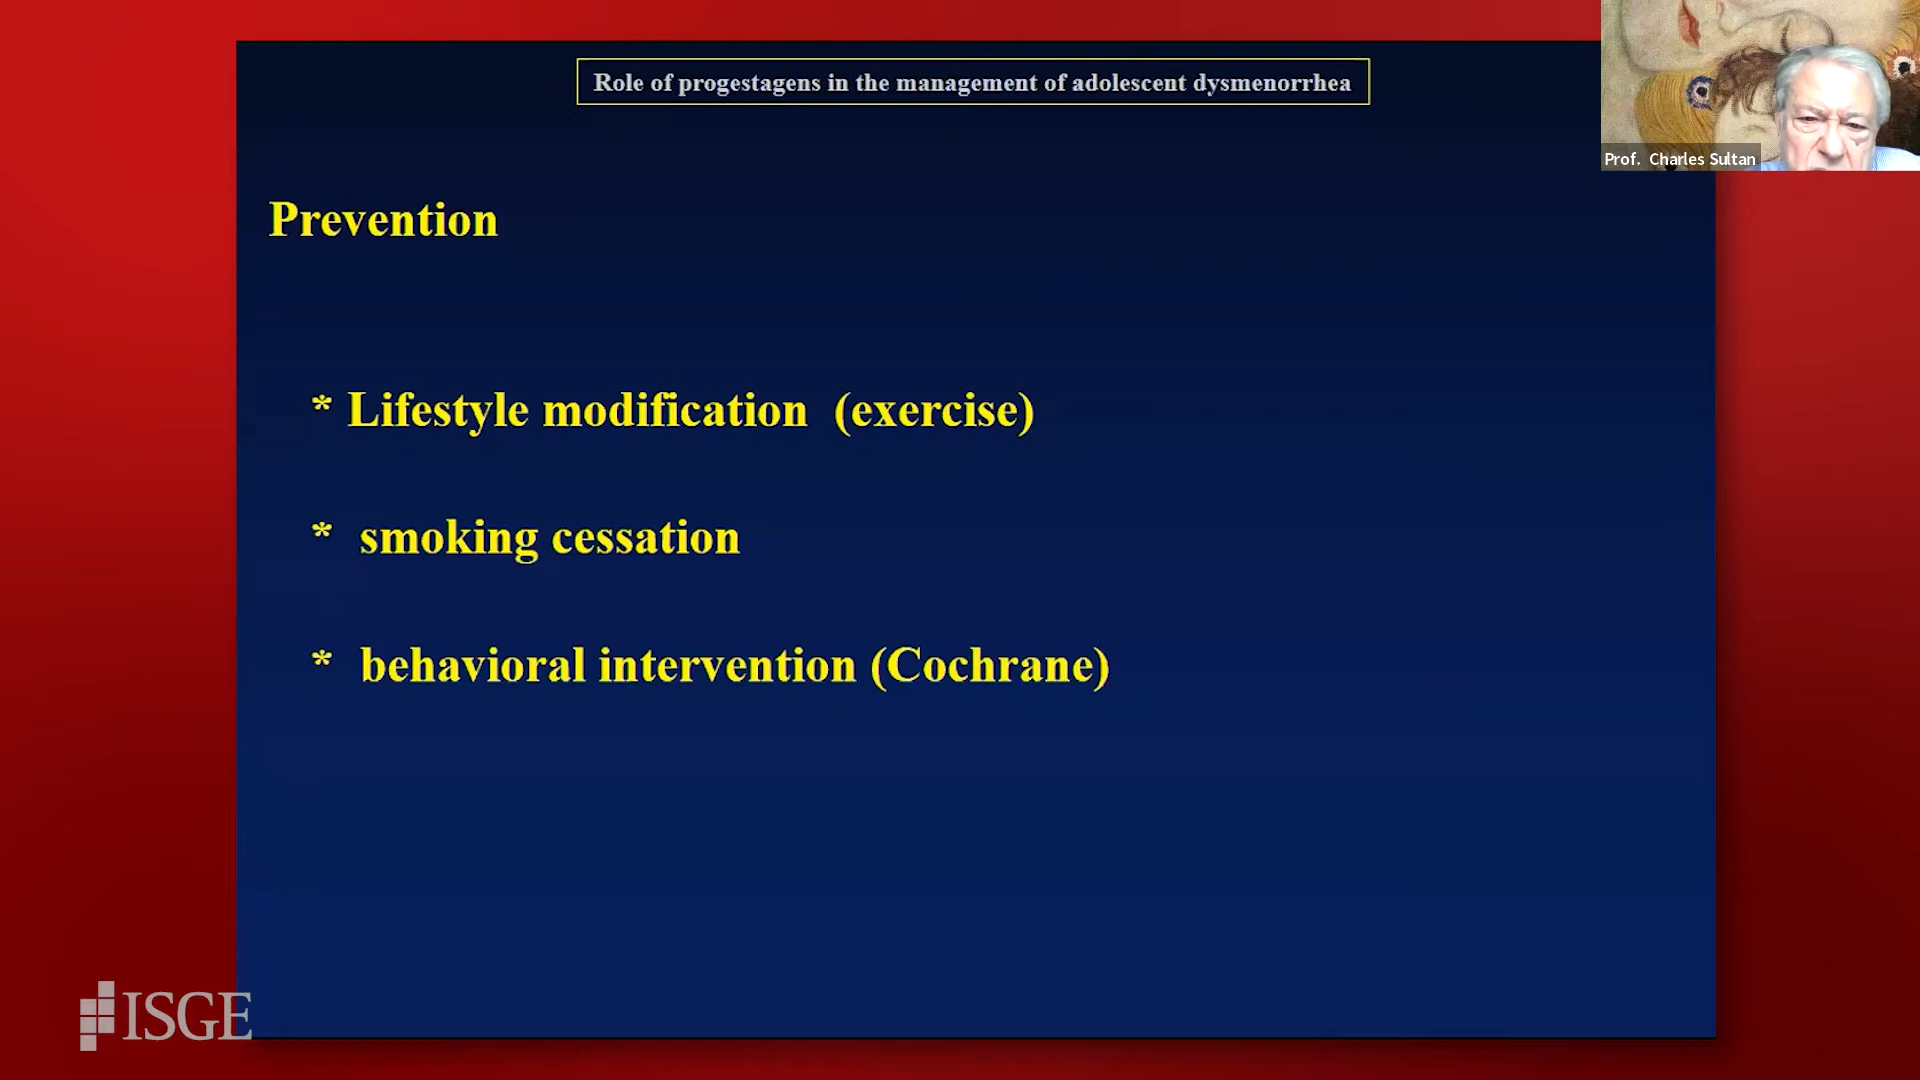 Role of progestagens in the management of adolescent dysmenorrhea
Prof. Charles Sultan
Prevention
* Lifestyle modification (exercise)
* smoking cessation
* behavioral intervention (Cochrane)
ISGE